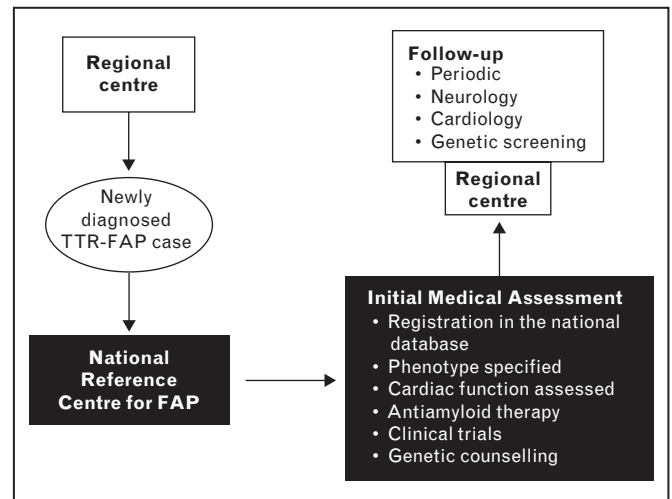 Regional
centre
Newly
diagnosed
TTR-FAP case
National
Reference
Centre for FAP
Initial Medical Assessment
• Registration in the national
database
• Phenotype specified
• Cardiac function assessed
• Antiamyloid therapy
• Clinical trials
• Genetic counselling
Follow-up
• Periodic
• Neurology
• Cardiology
• Genetic screening
Regional
centre